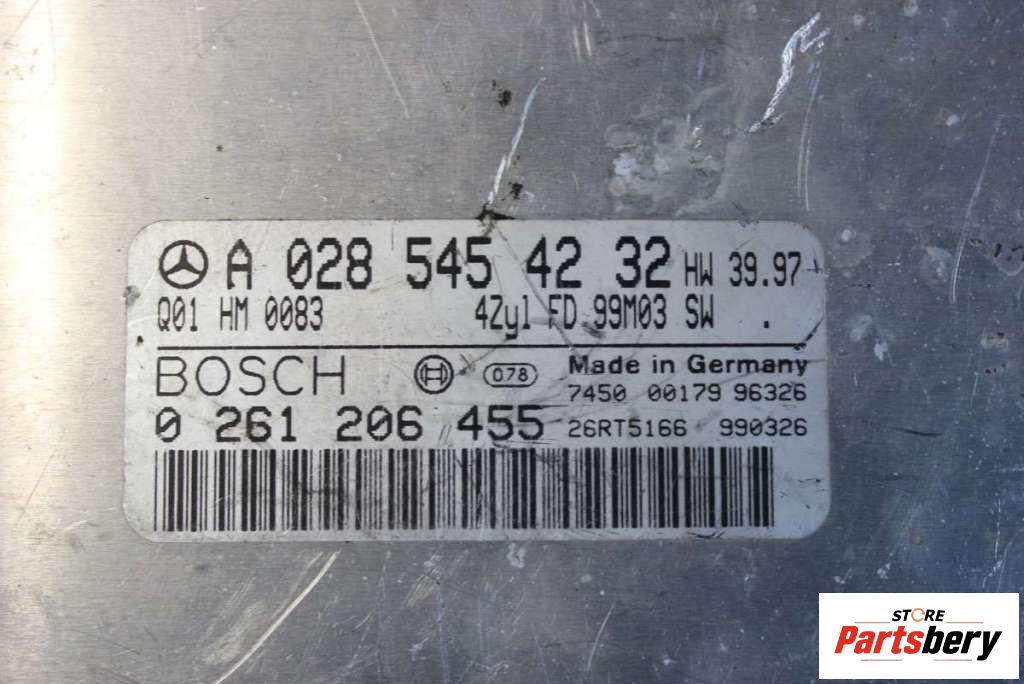 A 028 545 42 32 HW 39.97
Q01 HM 0083 4Zyl FD 99M03 SW .
BOSCH 078 Made in Germany
7450 00179 96326
0 261 206 455 26RT5166 990326
STORE
Partsbery